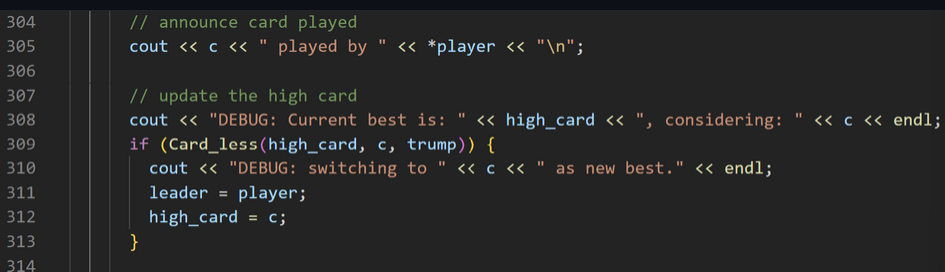 304 // announce card played
305 cout << c << " played by " << *player << "\n";
306
307 // update the high card
308 cout << "DEBUG: Current best is: " << high_card << ", considering: " << c << endl;
309 if (Card_less(high_card, c, trump)) {
310 cout << "DEBUG: switching to " << c << " as new best." << endl;
311 leader = player;
312 high_card = c;
313 }
314